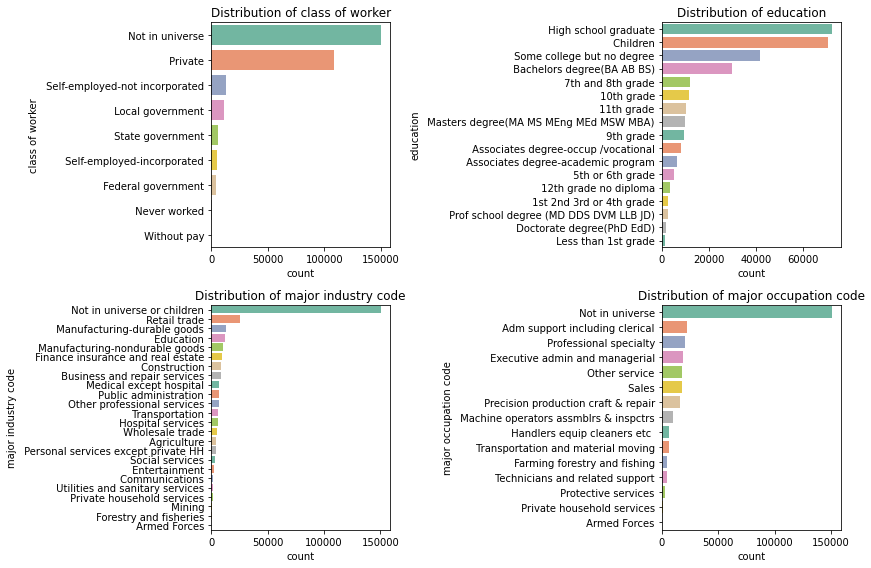 Distribution of class of worker
class of worker
Not in universe
Private
Self-employed-not incorporated
Local government
State government
Self-employed-incorporated
Federal government
Never worked
Without pay
0 50000 100000 150000
count
Distribution of education
education
High school graduate
Children
Some college but no degree
Bachelors degree(BA AB BS)
7th and 8th grade
10th grade
11th grade
Masters degree(MA MS MEng MEd MSW MBA)
9th grade
Associates degree-occup /vocational
Associates degree-academic program
5th or 6th grade
12th grade no diploma
1st 2nd 3rd or 4th grade
Prof school degree (MD DDS DVM LLB JD)
Doctorate degree(PhD EdD)
Less than 1st grade
0 20000 40000 60000
count
Distribution of major industry code
major industry code
Not in universe or children
Retail trade
Manufacturing-durable goods
Education
Manufacturing-nondurable goods
Finance insurance and real estate
Construction
Business and repair services
Medical except hospital
Public administration
Other professional services
Transportation
Hospital services
Wholesale trade
Agriculture
Personal services except private HH
Social services
Entertainment
Communications
Utilities and sanitary services
Private household services
Mining
Forestry and fisheries
Armed Forces
0 50000 100000 150000
count
Distribution of major occupation code
major occupation code
Not in universe
Adm support including clerical
Professional specialty
Executive admin and managerial
Other service
Sales
Precision production craft & repair
Machine operators assmblrs & inspctrs
Handlers equip cleaners etc
Transportation and material moving
Farming forestry and fishing
Technicians and related support
Protective services
Private household services
Armed Forces
0 50000 100000 150000
count